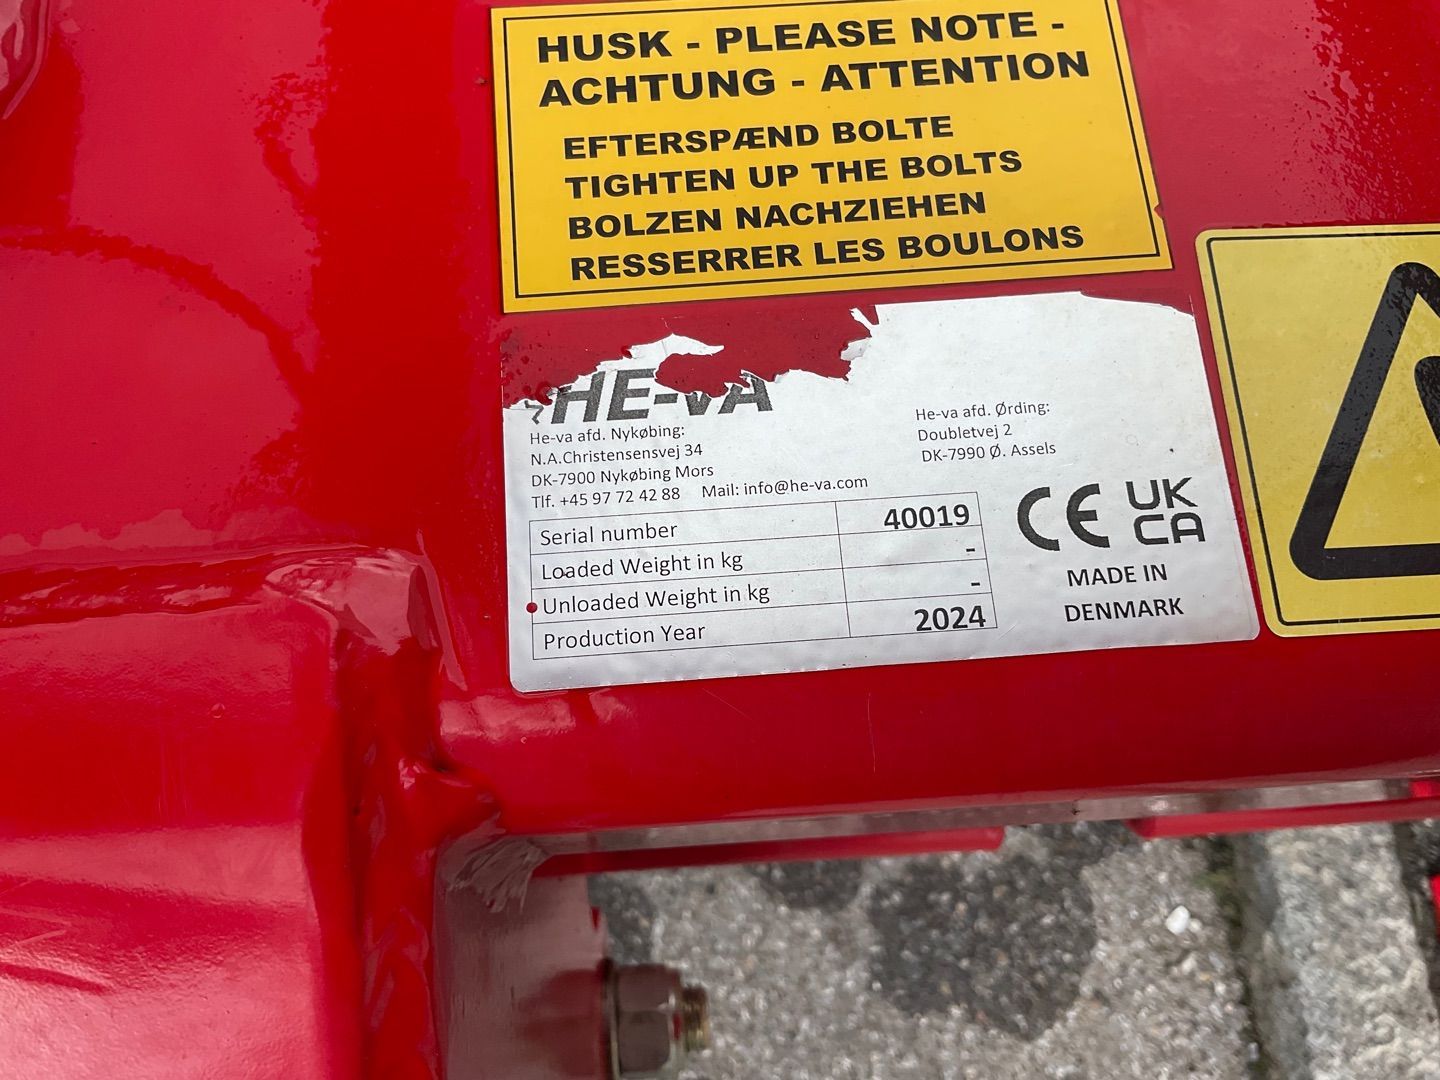 HUSK - PLEASE NOTE -
ACHTUNG - ATTENTION
EFTERSPÆND BOLTE
TIGHTEN UP THE BOLTS
BOLZEN NACHZIEHEN
RESSERRER LES BOULONS
HE-VA
He-va afd. Nykøbing:
N.A.Christensensvej 34
DK-7900 Nykøbing Mors
Tlf. +45 97 72 42 88 Mail: info@he-va.com
He-va afd. Ørding:
Doubletvej 2
DK-7990 Ø. Assels
Serial number 40019
Loaded Weight in kg -
Unloaded Weight in kg -
Production Year 2024
CE UK
CA
MADE IN
DENMARK